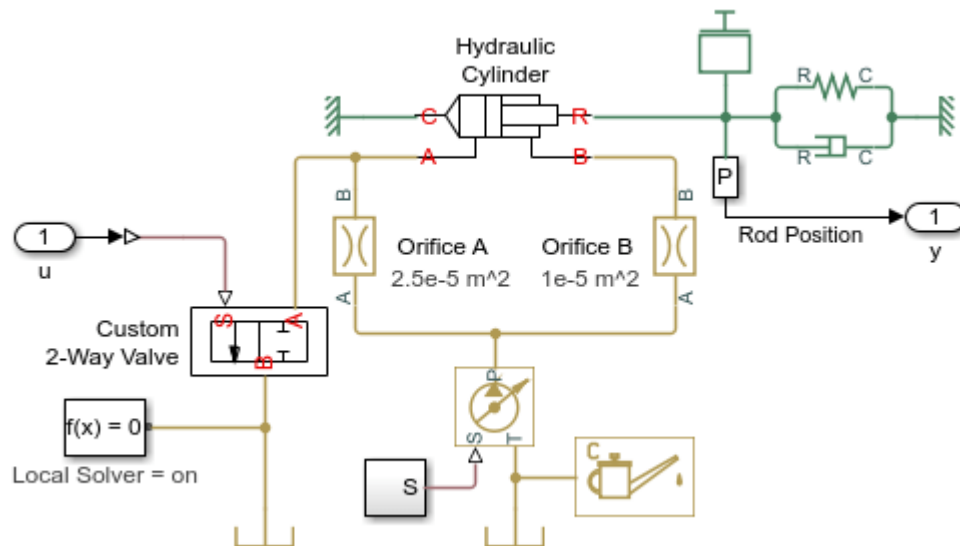 Hydraulic
Cylinder
C
R
A
B
R
C
R
C
P
1
u
B
Orifice A
2.5e-5 m^2
A
B
Orifice B
1e-5 m^2
A
Rod Position
1
y
Custom
2-Way Valve
S
A
B
f(x) = 0
Local Solver = on
P
S
T
S
C